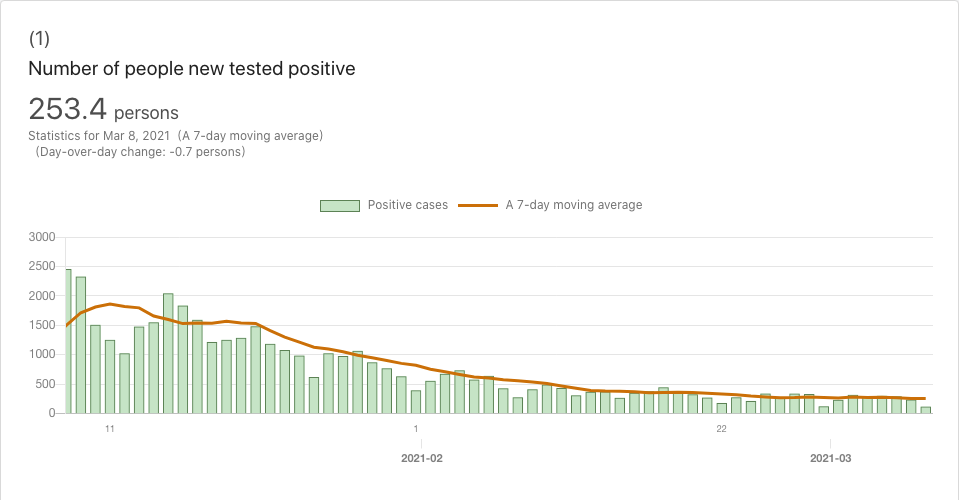 (1)
Number of people new tested positive
253.4 persons
Statistics for Mar 8, 2021 (A 7-day moving average)
(Day-over-day change: -0.7 persons)
Positive cases A 7-day moving average
3000
2500
2000
1500
1000
500
0
11 1 22
2021-02 2021-03